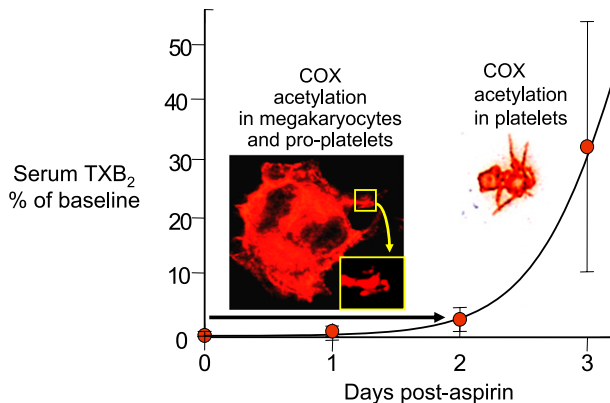 50
40
30
20
10
0
Serum TXB₂
% of baseline
COX
acetylation
in megakaryocytes
and pro-platelets
COX
acetylation
in platelets
0
1
2
3
Days post-aspirin